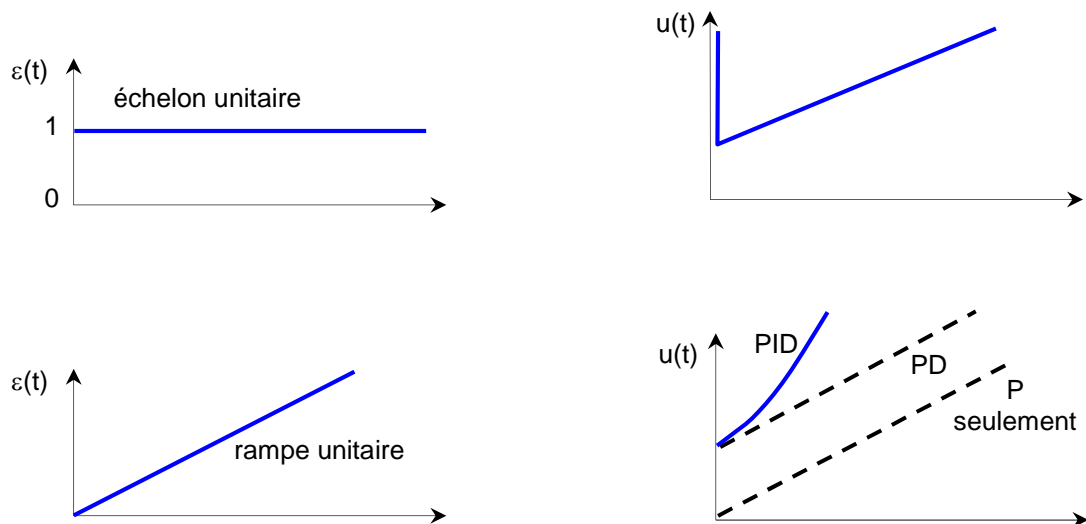 ε(t)
échelon unitaire
1
0
u(t)
ε(t)
rampe unitaire
u(t)
PID
PD
P
seulement